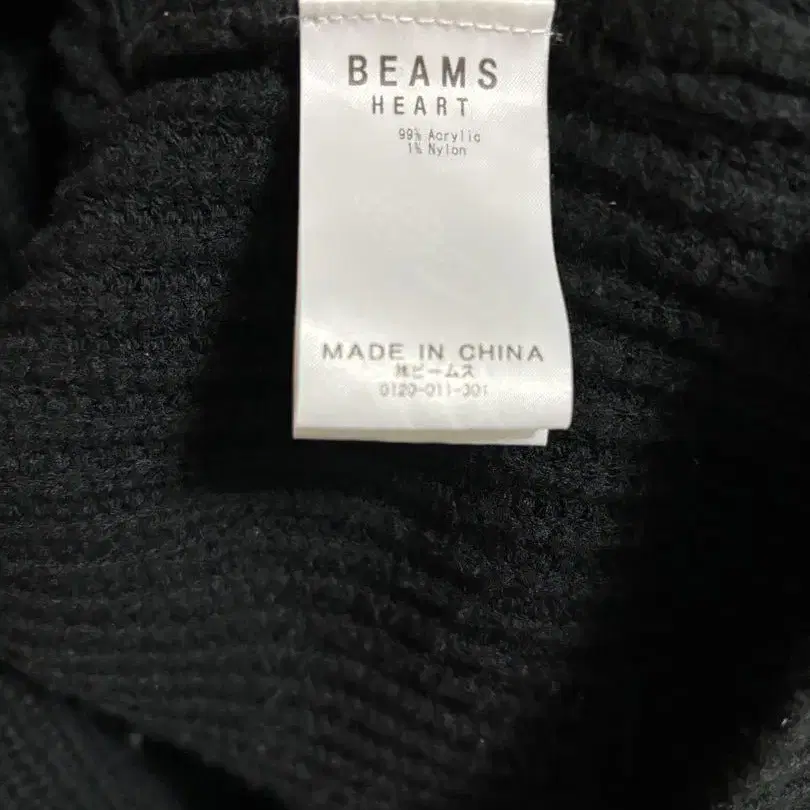 BEAMS
HEART
99% Acrylic
1% Nylon
MADE IN CHINA
㈱ビームス
0120-011-301